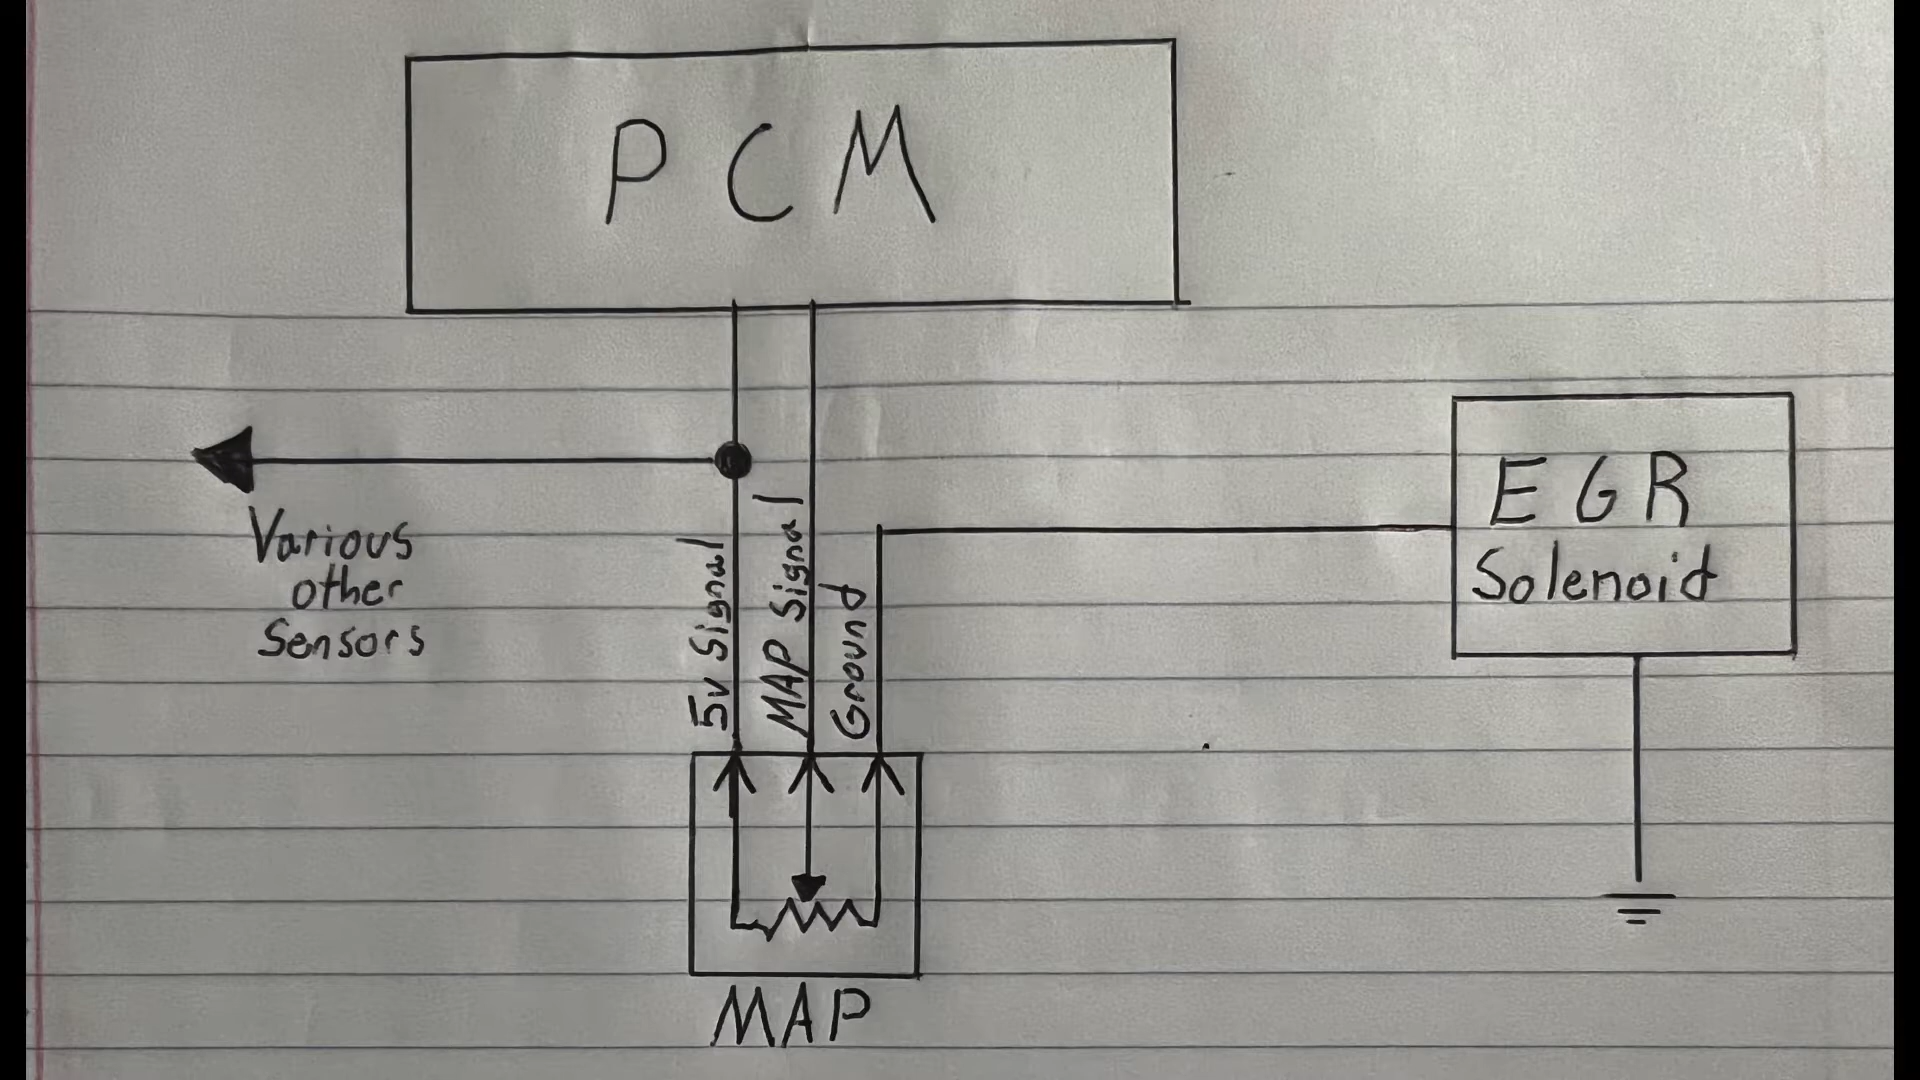 PCM
EGR
Solenoid
Various
other
Sensors
5v Signal
MAP Signal
Ground
MAP